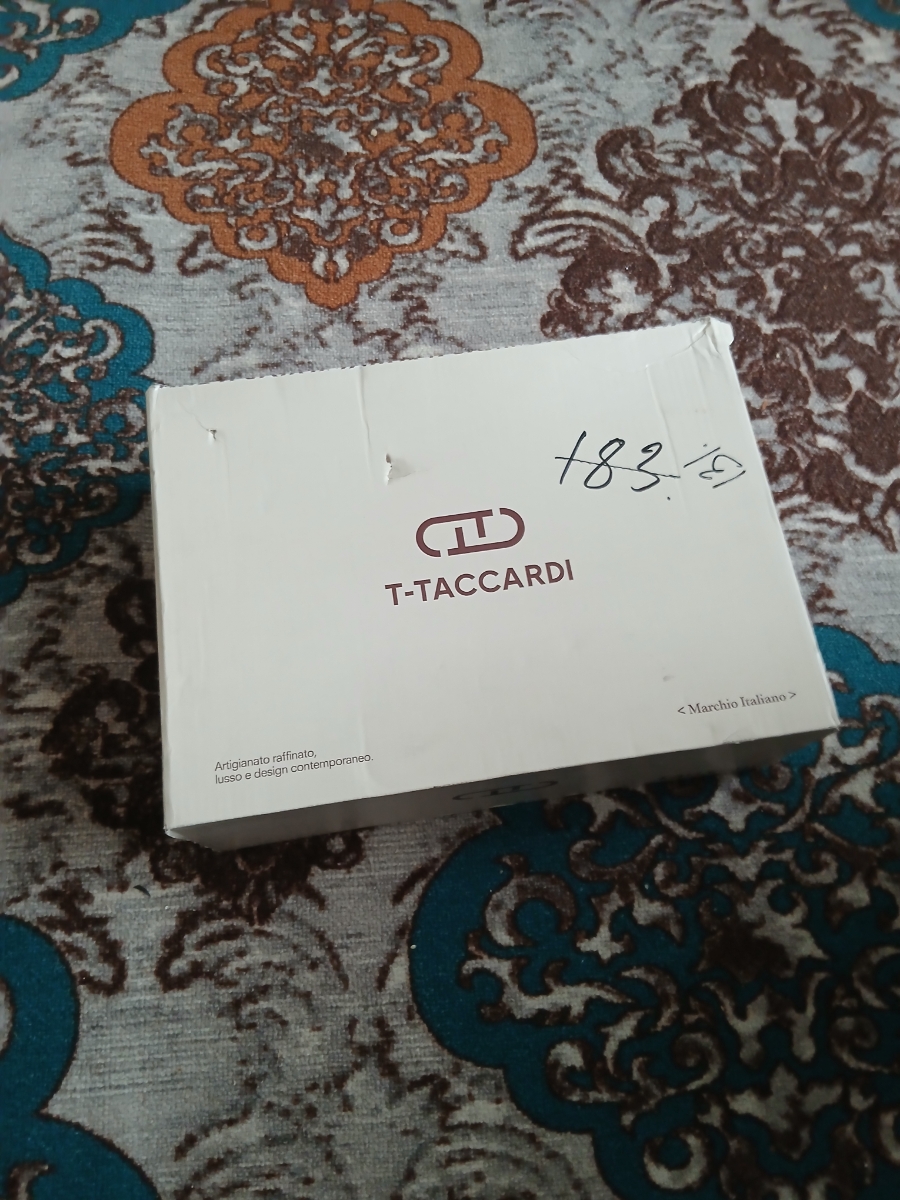 183.
T-TACCARDI
< Marchio Italiano >
Artigianato raffinato,
lusso e design contemporaneo.